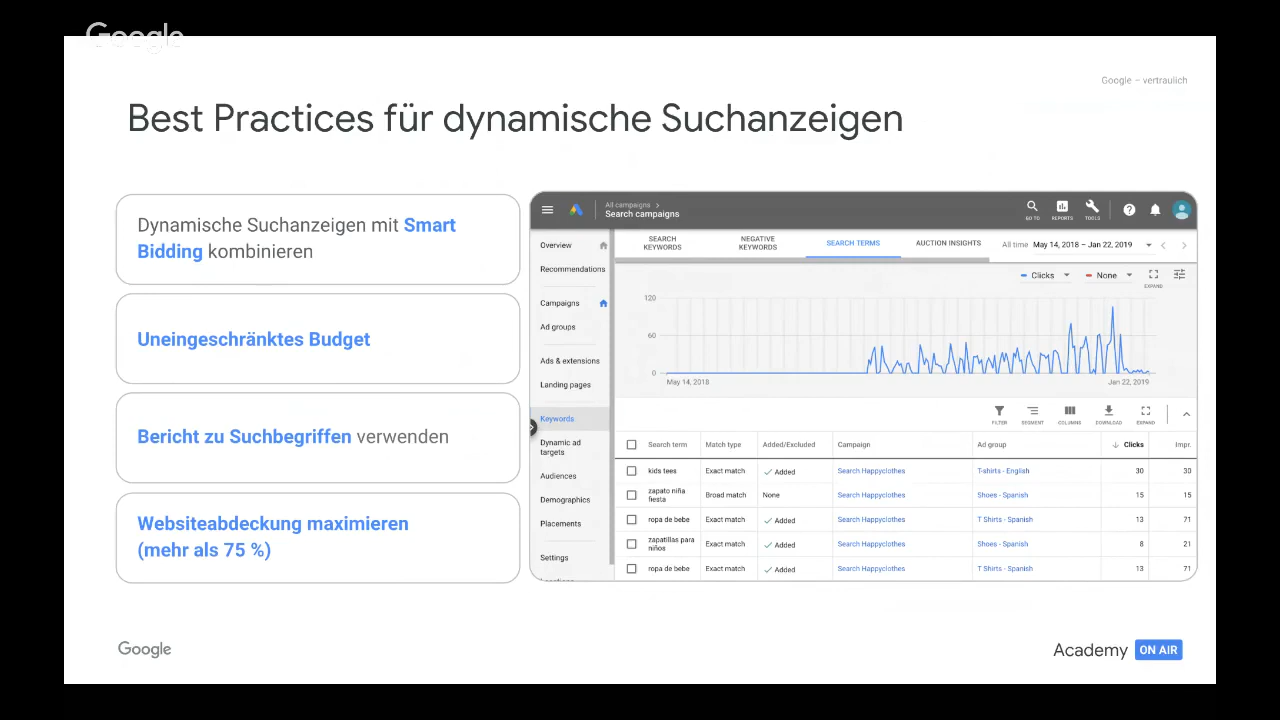 Google
Google – vertraulich
Best Practices für dynamische Suchanzeigen
Dynamische Suchanzeigen mit Smart
Bidding kombinieren
Uneingeschränktes Budget
Bericht zu Suchbegriffen verwenden
Websiteabdeckung maximieren
(mehr als 75 %)
All campaigns
Search campaigns
GO TO REPORTS TOOLS
Overview
Recommendations
Campaigns
Ad groups
Ads & extensions
Landing pages
Keywords
Dynamic ad
targets
Audiences
Demographics
Placements
Settings
SEARCH KEYWORDS NEGATIVE KEYWORDS SEARCH TERMS AUCTION INSIGHTS
All time May 14, 2018 – Jan 22, 2019
Clicks None EXPAND
120
60
0
May 14, 2018 Jan 22, 2019
FILTER SEGMENT COLUMNS DOWNLOAD EXPAND
Search term Match type Added/Excluded Campaign Ad group Clicks Impr.
kids tees Exact match Added Search Happyclothes T-shirts - English 30 30
zapato niña fiesta Broad match None Search Happyclothes Shoes - Spanish 15 15
ropa de bebe Exact match Added Search Happyclothes T Shirts - Spanish 13 71
zapatillas para niños Exact match Added Search Happyclothes Shoes - Spanish 8 21
ropa de bebe Exact match Added Search Happyclothes T Shirts - Spanish 13 71
Google
Academy ON AIR